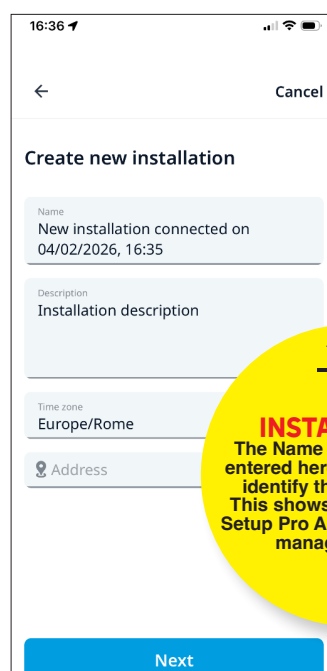 16:36
Cancel
Create new installation
Name
New installation connected on
04/02/2026, 16:35
Description
Installation description
Time zone
Europe/Rome
Address
INSTA
The Name
entered her
identify th
This shows
Setup Pro A
manag
Next